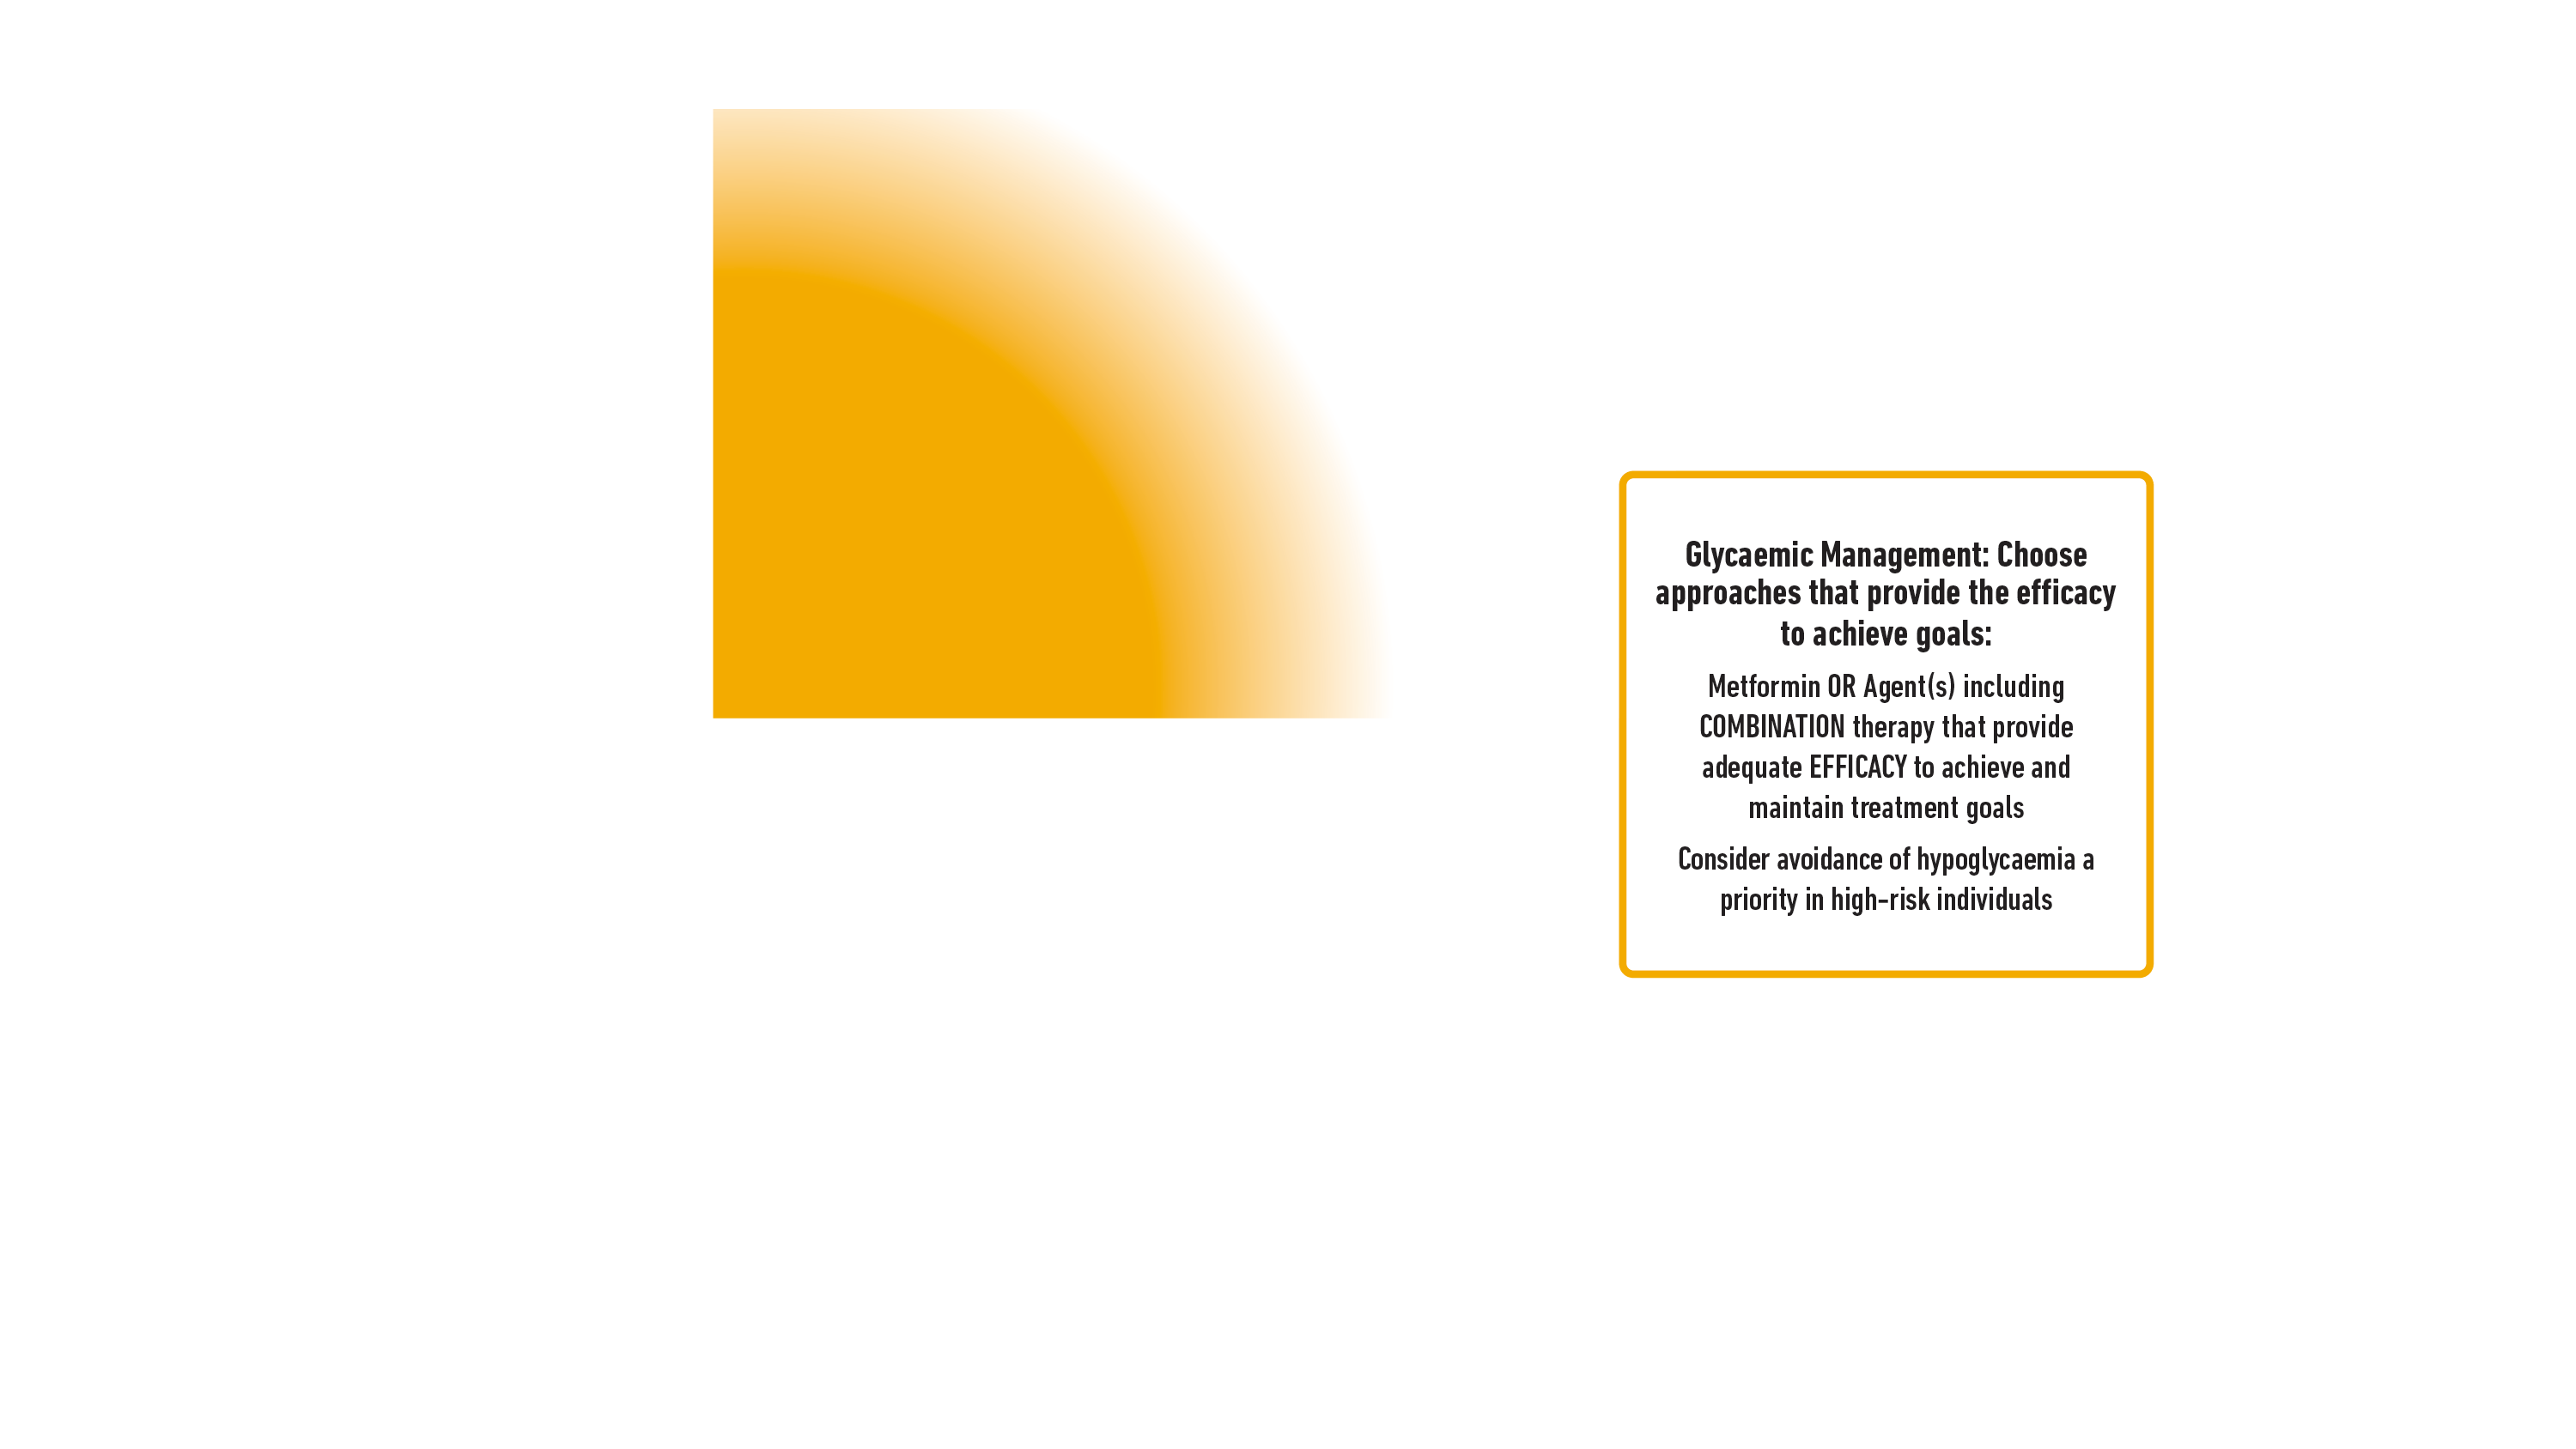 Glycaemic Management: Choose
approaches that provide the efficacy
to achieve goals:
Metformin OR Agent(s) including
COMBINATION therapy that provide
adequate EFFICACY to achieve and
maintain treatment goals
Consider avoidance of hypoglycaemia a
priority in high-risk individuals